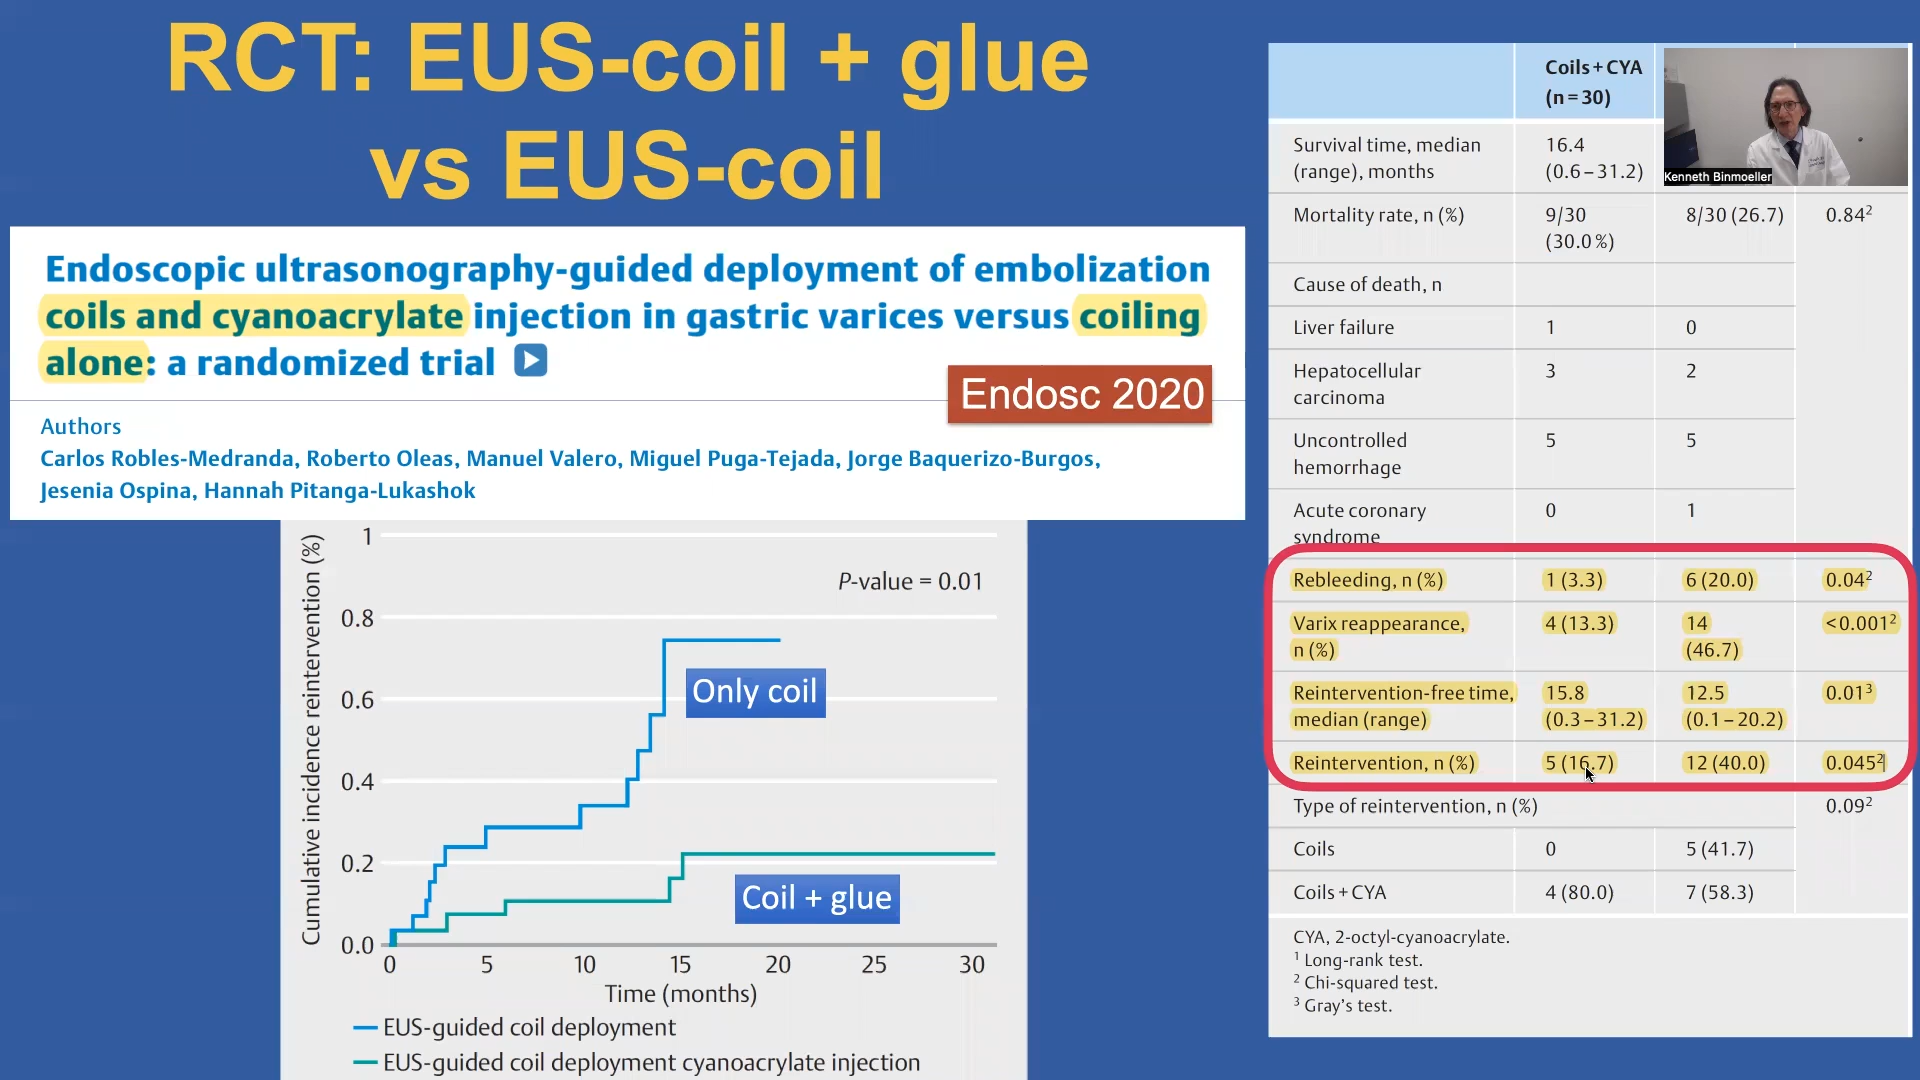 RCT: EUS-coil + glue
vs EUS-coil
Endoscopic ultrasonography-guided deployment of embolization
coils and cyanoacrylate injection in gastric varices versus coiling
alone: a randomized trial
Endosc 2020
Authors
Carlos Robles-Medranda, Roberto Oleas, Manuel Valero, Miguel Puga-Tejada, Jorge Baquerizo-Burgos,
Jesenia Ospina, Hannah Pitanga-Lukashok
Cumulative incidence reintervention (%)
1
0.8
0.6
0.4
0.2
0.0
P-value = 0.01
Only coil
Coil + glue
0 5 10 15 20 25 30
Time (months)
EUS-guided coil deployment
EUS-guided coil deployment cyanoacrylate injection
Coils + CYA
(n = 30)
Kenneth Binmoeller
Survival time, median 16.4
(range), months (0.6 – 31.2)
Mortality rate, n (%) 9/30 8/30 (26.7) 0.84²
(30.0 %)
Cause of death, n
Liver failure 1 0
Hepatocellular 3 2
carcinoma
Uncontrolled 5 5
hemorrhage
Acute coronary 0 1
syndrome
Rebleeding, n (%) 1 (3.3) 6 (20.0) 0.04²
Varix reappearance, 4 (13.3) 14 <0.001²
n (%) (46.7)
Reintervention-free time, 15.8 12.5 0.01³
median (range) (0.3 – 31.2) (0.1 – 20.2)
Reintervention, n (%) 5 (16.7) 12 (40.0) 0.045²
Type of reintervention, n (%) 0.09²
Coils 0 5 (41.7)
Coils + CYA 4 (80.0) 7 (58.3)
CYA, 2-octyl-cyanoacrylate.
¹ Long-rank test.
² Chi-squared test.
³ Gray's test.